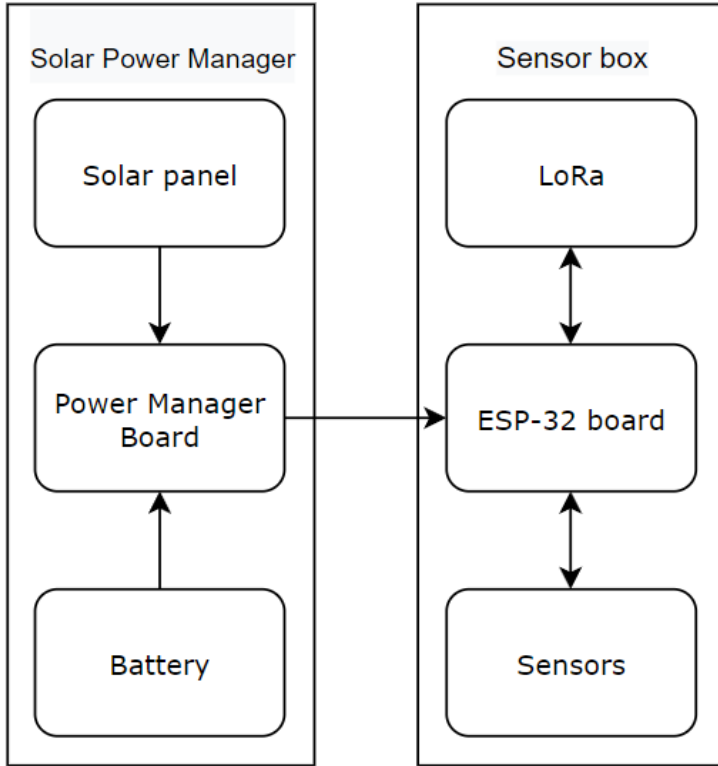 Solar Power Manager
Solar panel
Power Manager
Board
Battery
Sensor box
LoRa
ESP-32 board
Sensors